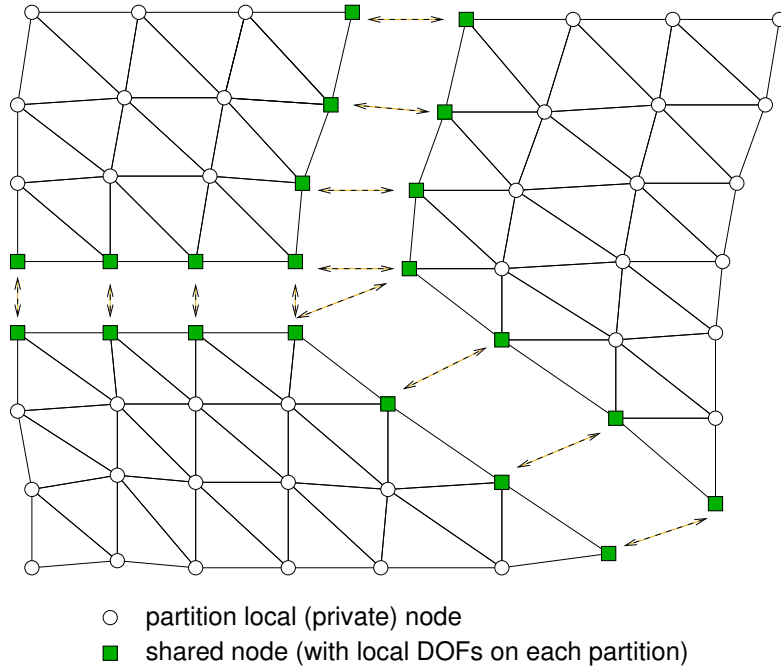 partition local (private) node
shared node (with local DOFs on each partition)